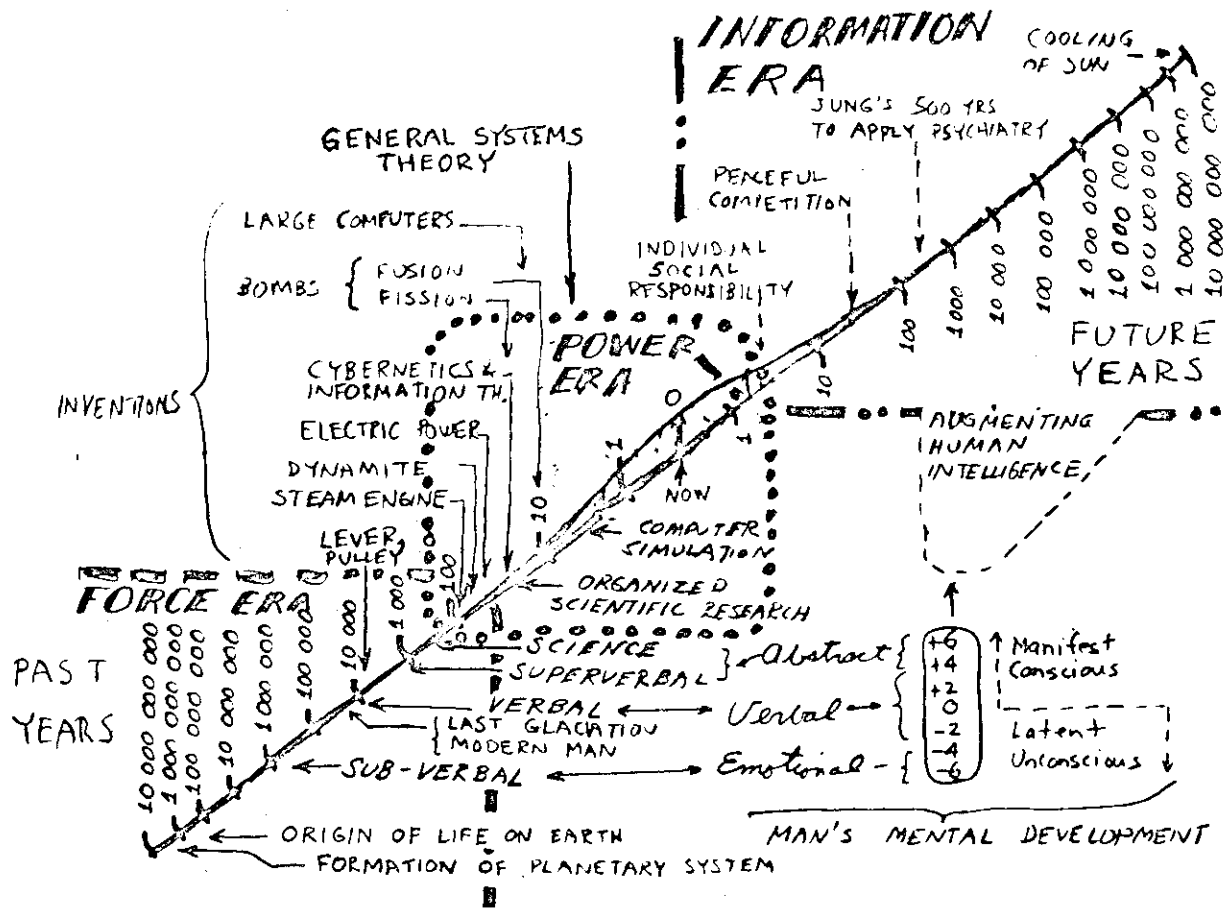 INFORMATION
ERA
COOLING
OF SUN
JUNG'S 500 YRS
TO APPLY PSYCHIATRY
GENERAL SYSTEMS
THEORY
PEACEFUL
COMPETITION
LARGE COMPUTERS
BOMBS { FUSION
FISSION
INDIVIDUAL
SOCIAL
RESPONSIBILITY
POWER
ERA
CYBERNETICS &
INFORMATION TH.
INVENTIONS
ELECTRIC POWER
DYNAMITE
STEAM ENGINE
LEVER,
PULLEY
10 000 000 000
1 000 000 000
100 000 000
10 000 000
1 000 000
100 000
10 000
1 000
100
10
1
0
1
10
100
1000
10 000
100 000
1 000 000
10 000 000
100 000 000
1 000 000 000
10 000 000 000
FUTURE
YEARS
AUGMENTING
HUMAN
INTELLIGENCE
NOW
COMPUTER
SIMULATION
ORGANIZED
SCIENTIFIC RESEARCH
FORCE ERA
PAST
YEARS
SCIENCE
SUPERVERBAL
Abstract
VERBAL
Verbal
LAST GLACIATION
MODERN MAN
SUB-VERBAL
Emotional
+6
+4
+2
0
-2
-4
-6
Manifest
Conscious
Latent
Unconscious
ORIGIN OF LIFE ON EARTH
FORMATION OF PLANETARY SYSTEM
MAN'S MENTAL DEVELOPMENT